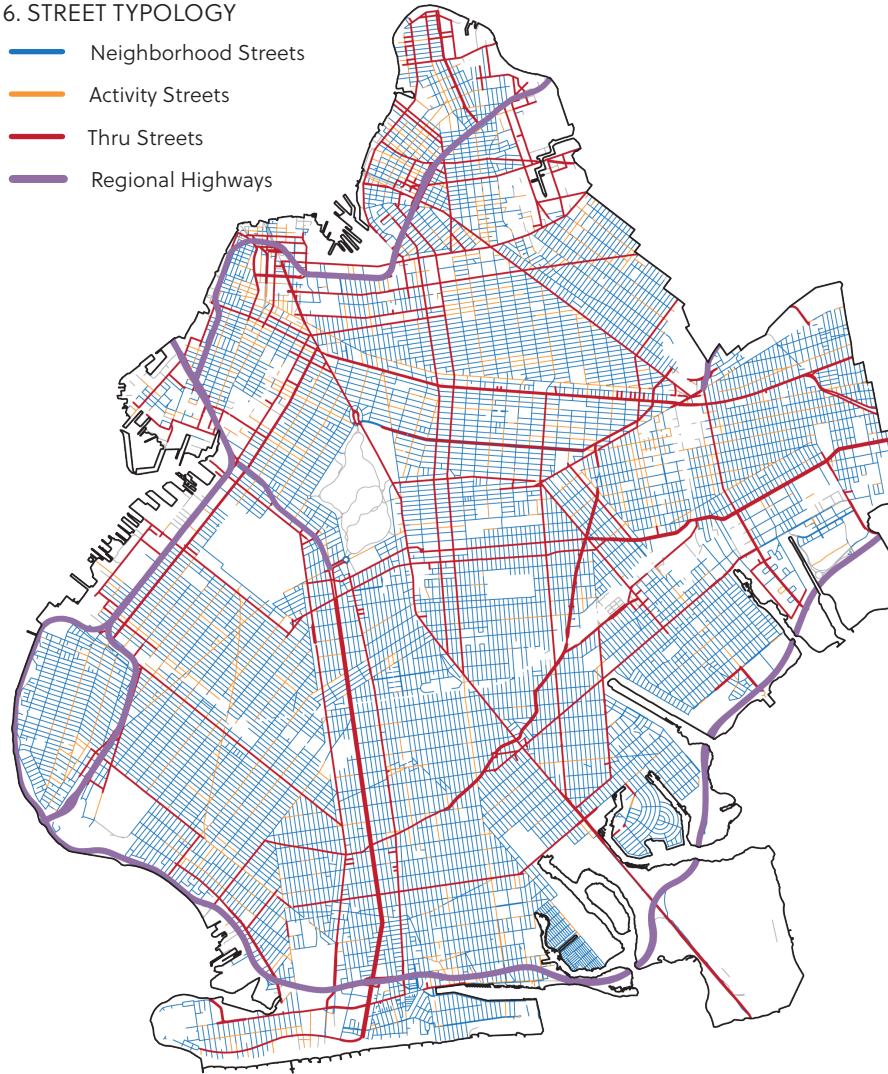 6. STREET TYPOLOGY
Neighborhood Streets
Activity Streets
Thru Streets
Regional Highways